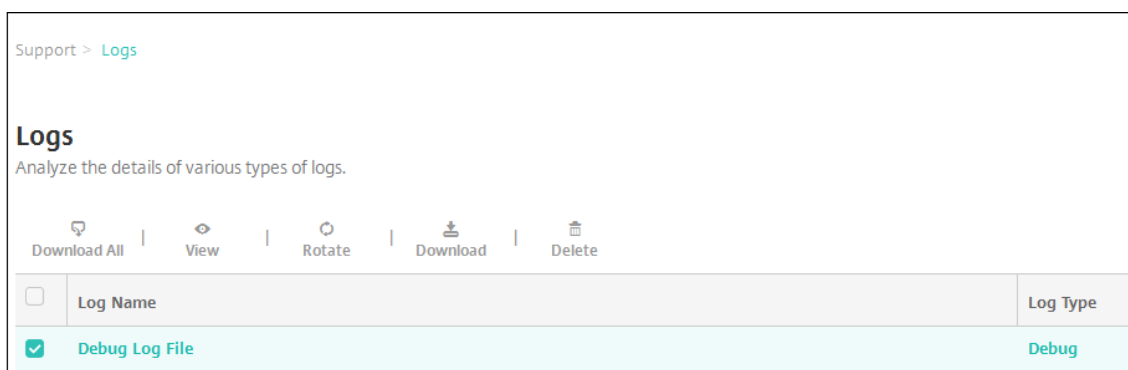 Support > Logs
Logs
Analyze the details of various types of logs.
Download All | View | Rotate | Download | Delete
Log Name Log Type
Debug Log File Debug